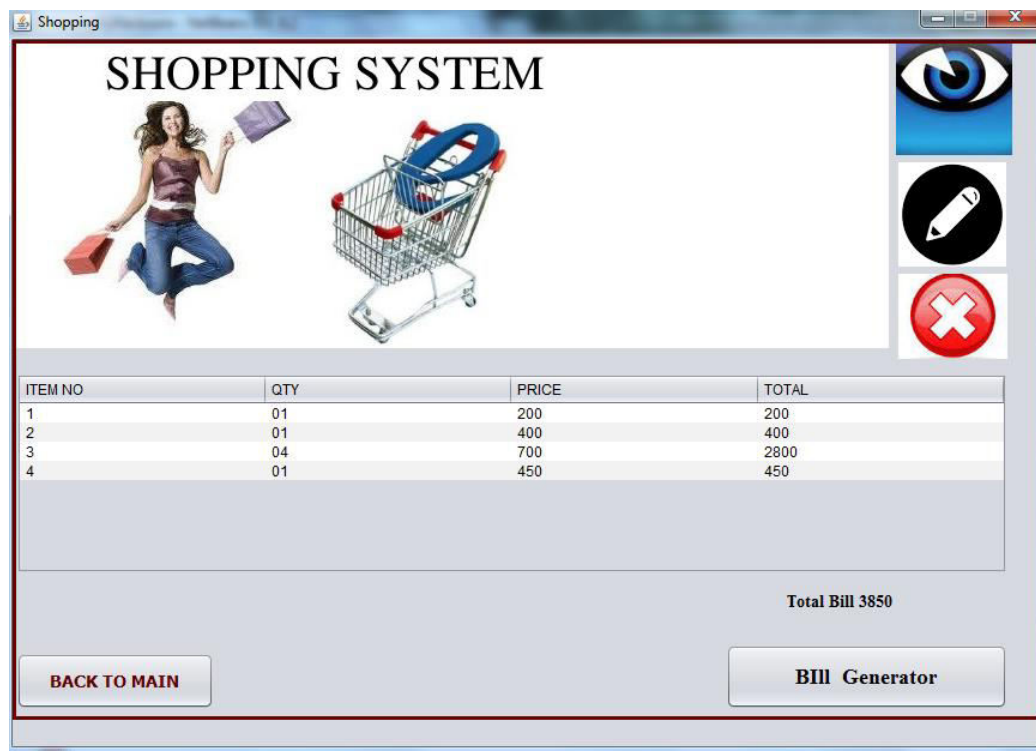 Shopping
SHOPPING SYSTEM
ITEM NO QTY PRICE TOTAL
1 01 200 200
2 01 400 400
3 04 700 2800
4 01 450 450
Total Bill 3850
BACK TO MAIN
BIll Generator